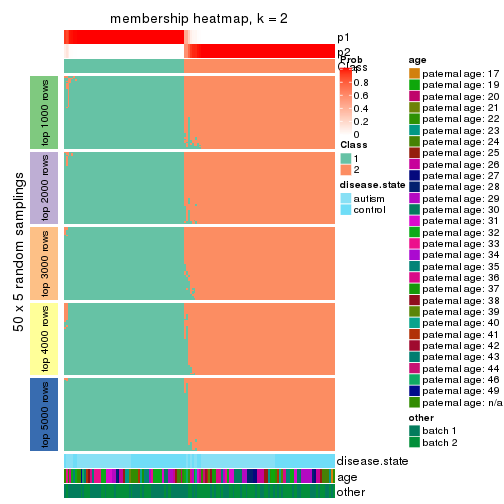 membership heatmap, k = 2
p1
p2
Class
50 x 5 random samplings
top 1000 rows
top 2000 rows
top 3000 rows
top 4000 rows
top 5000 rows
disease.state
age
other
Prob
1
0.8
0.6
0.4
0.2
0
Class
1
2
disease.state
autism
control
age
paternal age: 17
paternal age: 19
paternal age: 20
paternal age: 21
paternal age: 22
paternal age: 23
paternal age: 24
paternal age: 25
paternal age: 26
paternal age: 27
paternal age: 28
paternal age: 29
paternal age: 30
paternal age: 31
paternal age: 32
paternal age: 33
paternal age: 34
paternal age: 35
paternal age: 36
paternal age: 37
paternal age: 38
paternal age: 39
paternal age: 40
paternal age: 41
paternal age: 42
paternal age: 43
paternal age: 44
paternal age: 46
paternal age: 49
paternal age: n/a
other
batch 1
batch 2